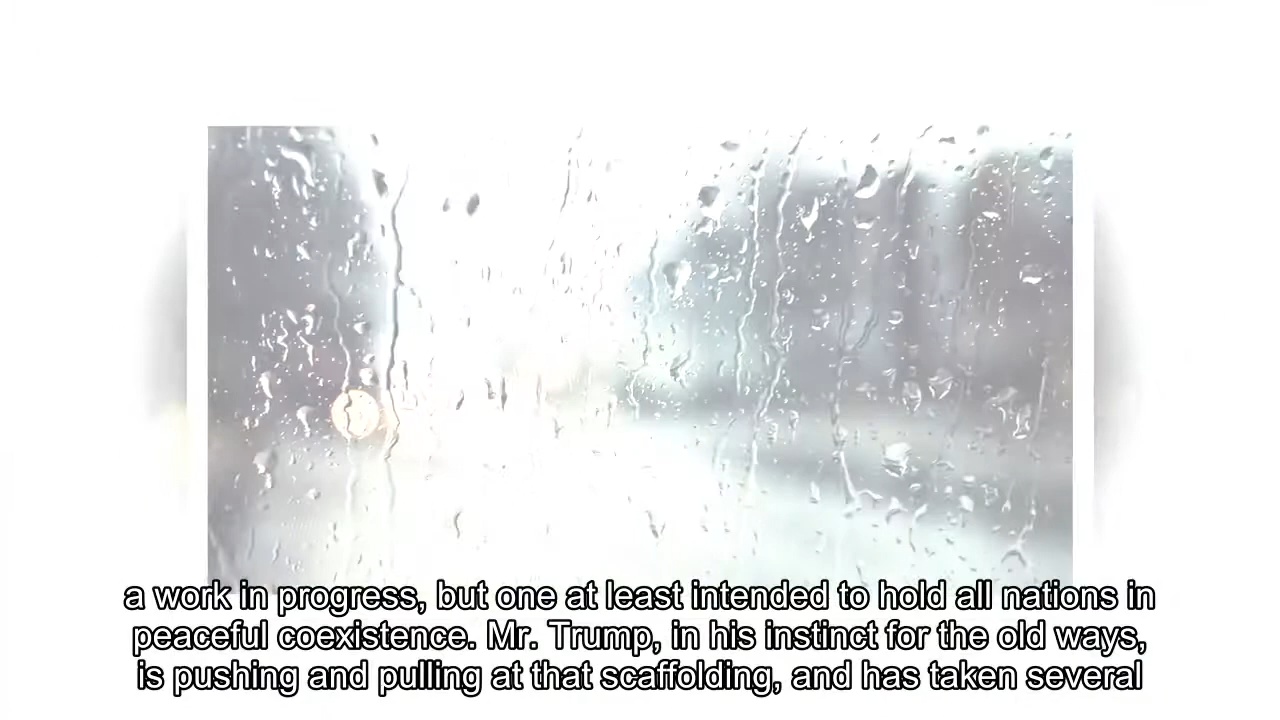 a work in progress, but one at least intended to hold all nations in
peaceful coexistence. Mr. Trump, in his instinct for the old ways,
is pushing and pulling at that scaffolding, and has taken several